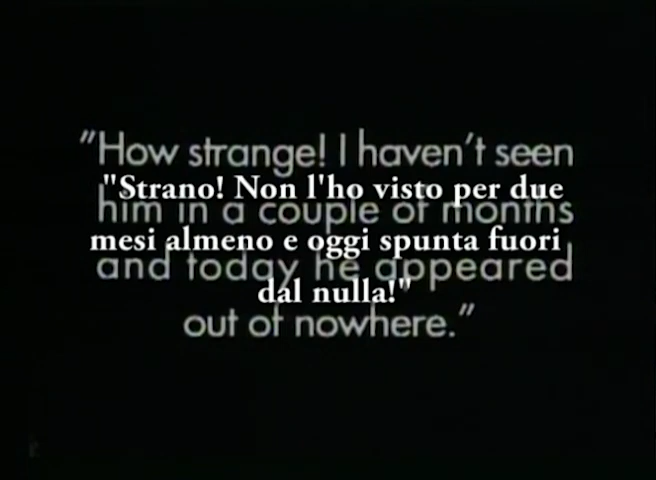 "How strange! I haven't seen
"Strano! Non l'ho visto per due
him in a couple of months
mesi almeno e oggi spunta fuori
and today he appeared
dal nulla!"
out of nowhere."